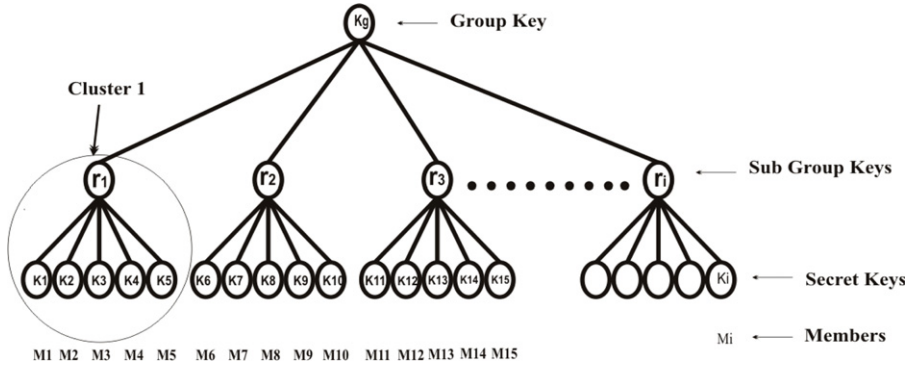 Kg Group Key
Cluster 1
r1 r2 r3 ri Sub Group Keys
K1 K2 K3 K4 K5 K6 K7 K8 K9 K10 K11 K12 K13 K14 K15 Ki Secret Keys
M1 M2 M3 M4 M5 M6 M7 M8 M9 M10 M11 M12 M13 M14 M15 Mi Members